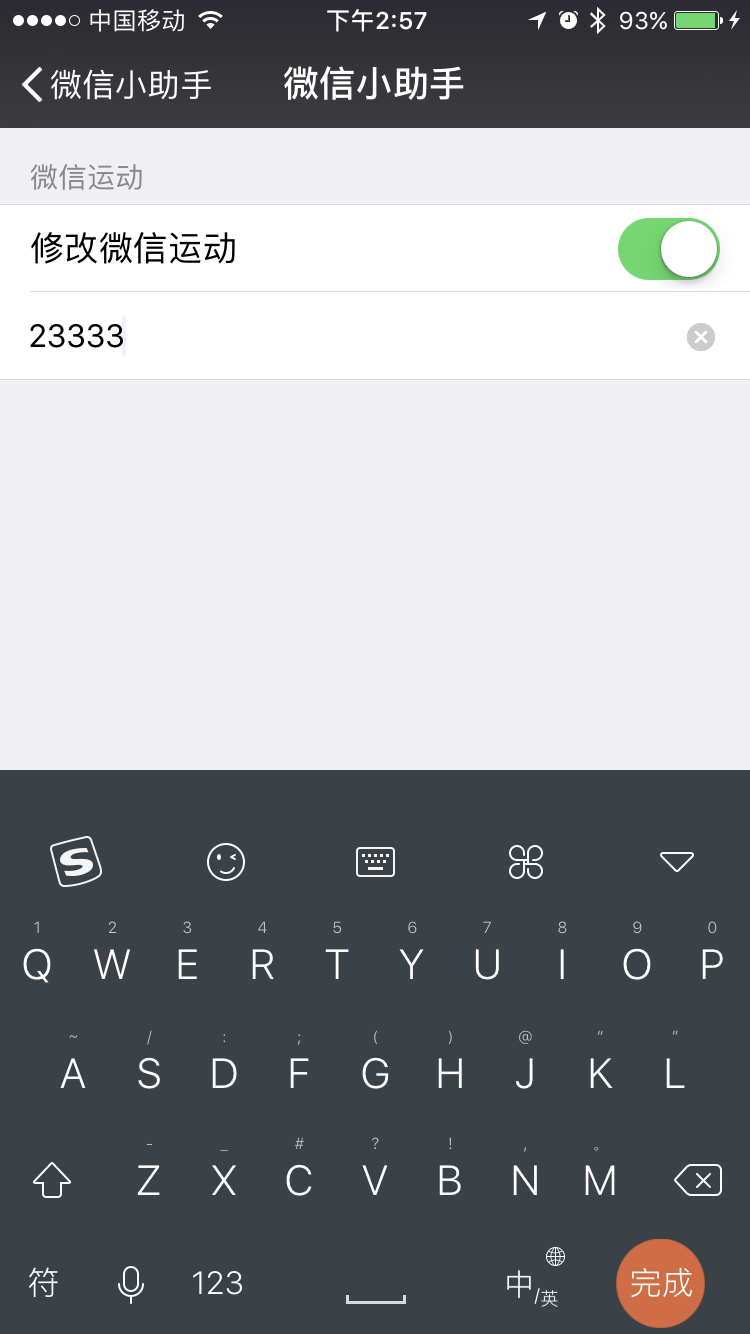 中国移动 下午2:57 93%
微信小助手 微信小助手
微信运动
修改微信运动
23333
S
1 2 3 4 5 6 7 8 9 0
Q W E R T Y U I O P
~ / : ; ( ) @ “ ”
A S D F G H J K L
- _ # ? ! , 。
Z X C V B N M
符 123 中/英 完成